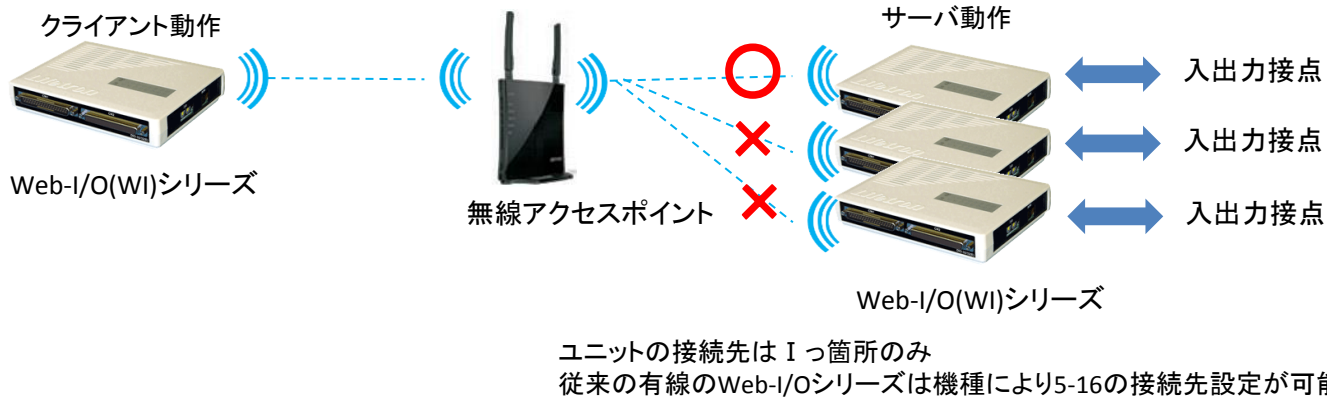 クライアント動作
サーバ動作
入出力接点
入出力接点
Web-I/O(WI)シリーズ
無線アクセスポイント
入出力接点
Web-I/O(WI)シリーズ
ユニットの接続先はⅠっ箇所のみ
従来の有線のWeb-I/Oシリーズは機種により5-16の接続先設定が可能